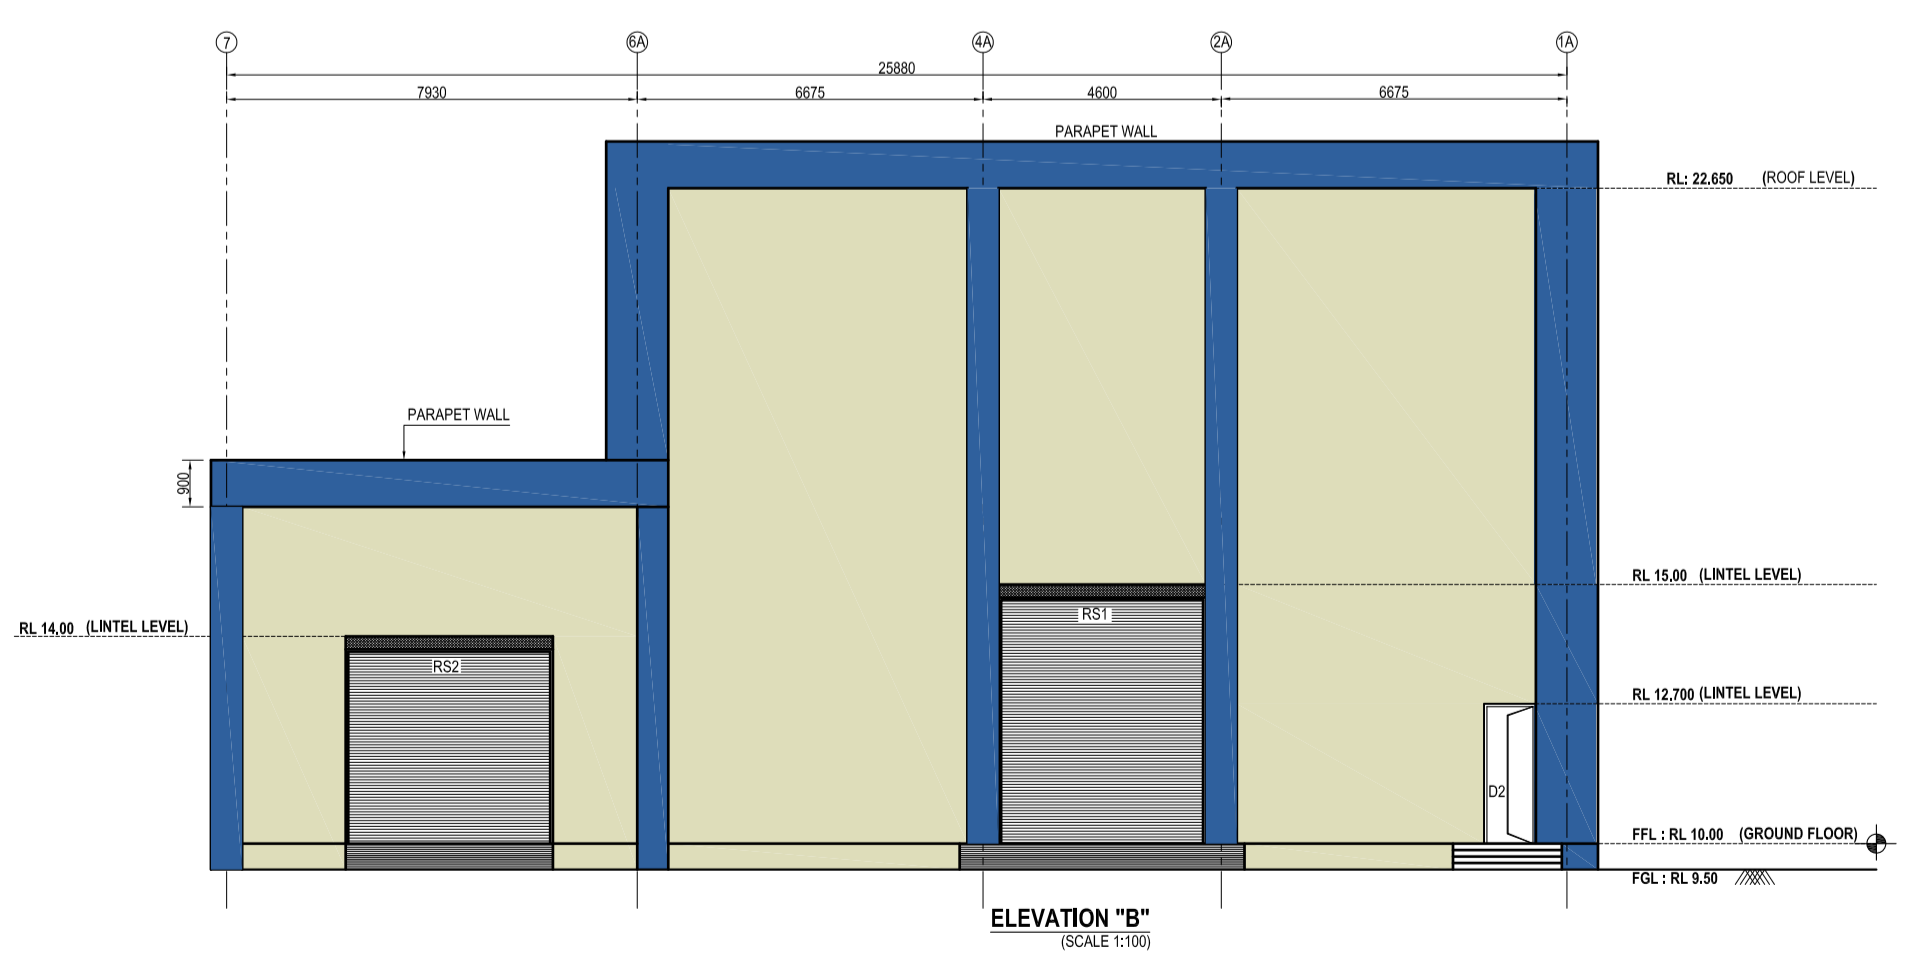 7 6A 4A 2A 1A
25880
7930 6675 4600 6675
PARAPET WALL
RL: 22.650 (ROOF LEVEL)
PARAPET WALL
900
RL 15.00 (LINTEL LEVEL)
RS1
RL 14.00 (LINTEL LEVEL)
RS2
RL 12.700 (LINTEL LEVEL)
D2
FFL : RL 10.00 (GROUND FLOOR)
FGL : RL 9.50
ELEVATION "B"
(SCALE 1:100)